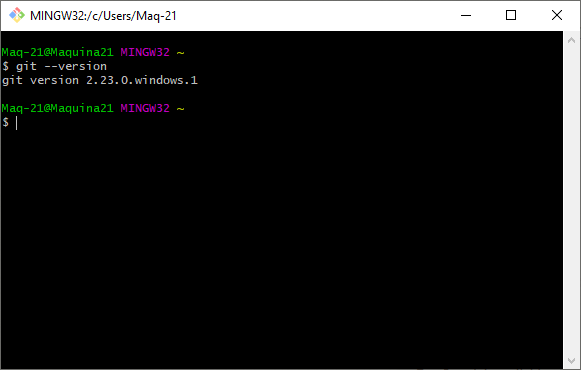 MINGW32:/c/Users/Maq-21
Maq-21@Maquina21 MINGW32 ~
$ git --version
git version 2.23.0.windows.1
Maq-21@Maquina21 MINGW32 ~
$